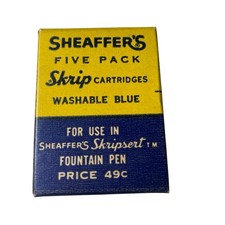 SHEAFFER'S
FIVE PACK
Skrip CARTRIDGES
WASHABLE BLUE
FOR USE IN
SHEAFFER'S Skripsert TM
FOUNTAIN PEN
PRICE 49C